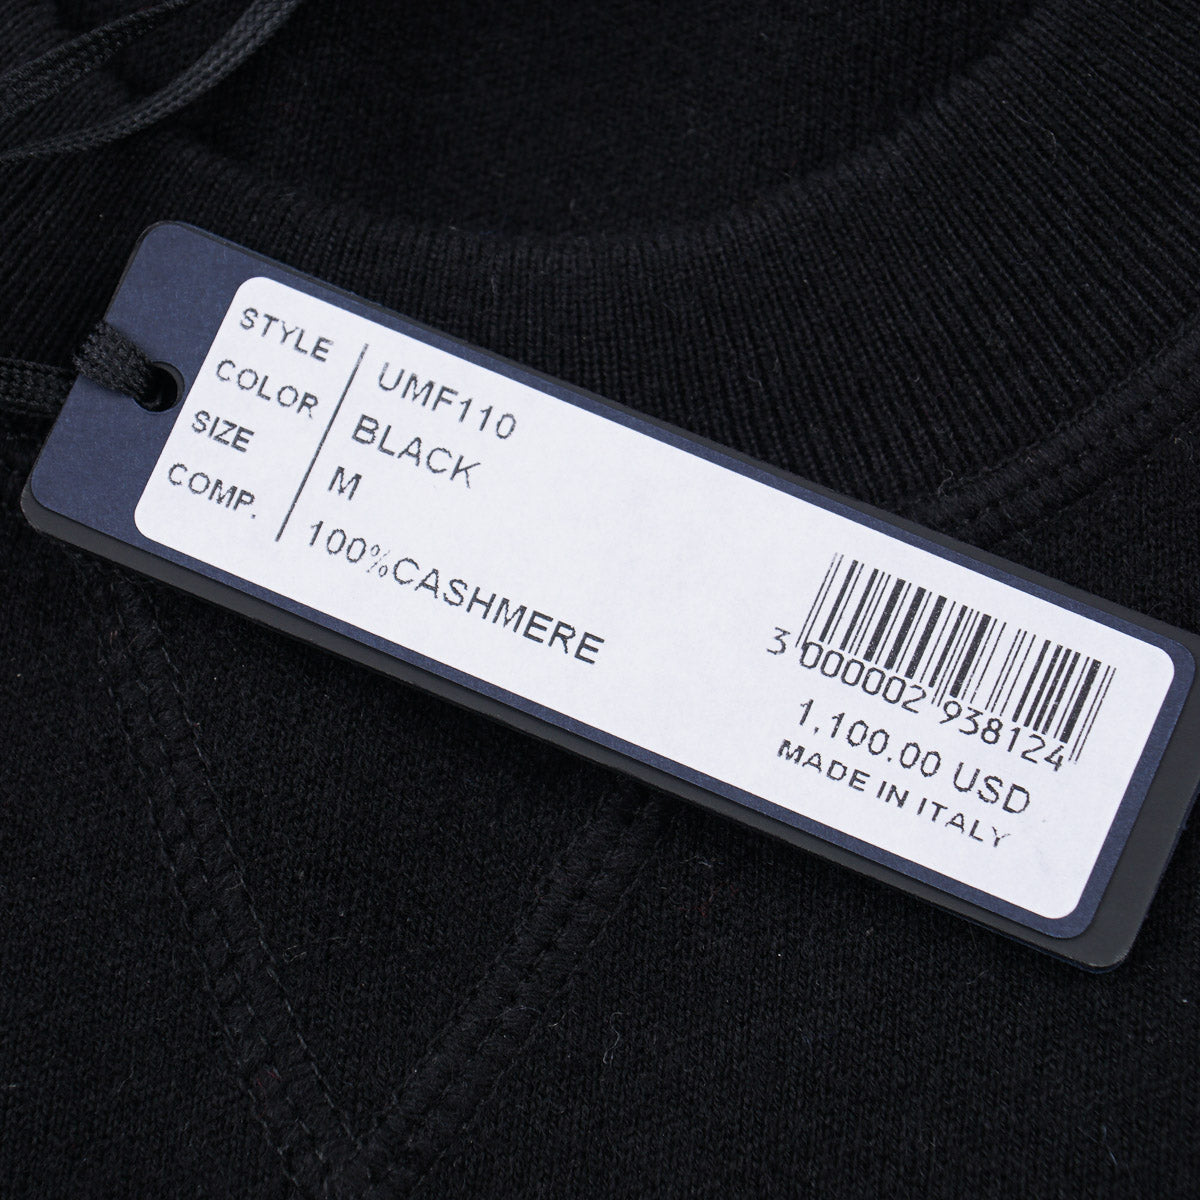 STYLE UMF110
COLOR BLACK
SIZE M
COMP. 100%CASHMERE
3 000002 938124
1,100.00 USD
MADE IN ITALY